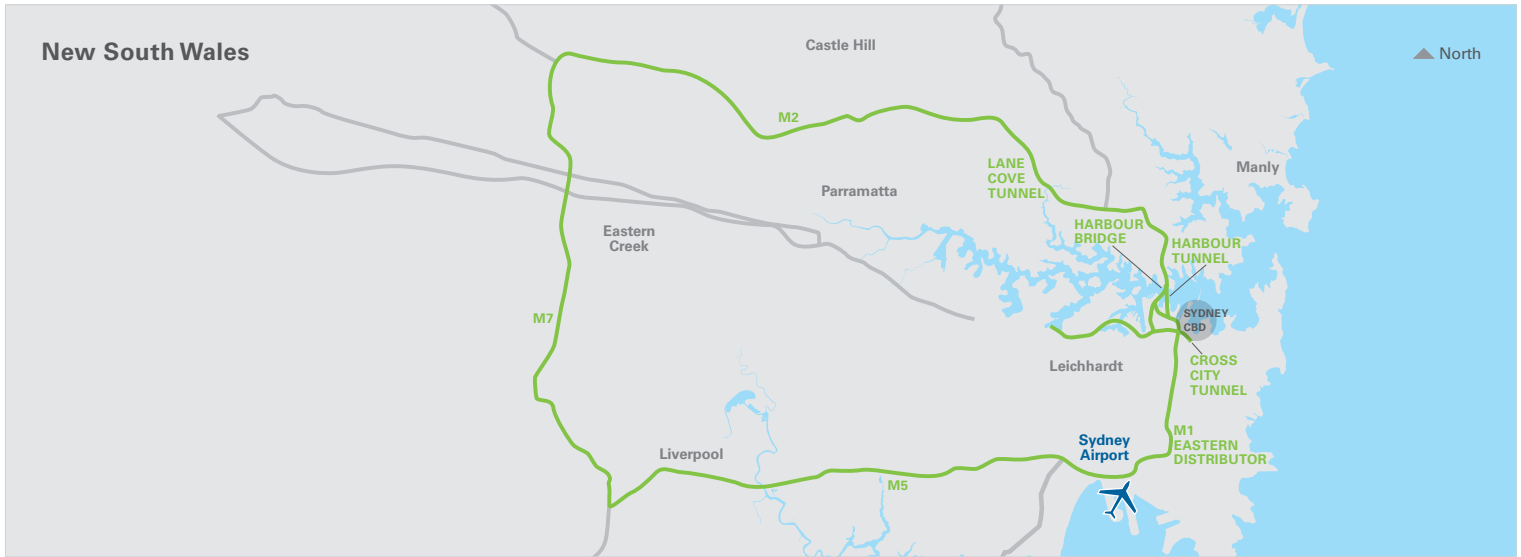 New South Wales
Castle Hill
North
M2
LANE
COVE
TUNNEL
Manly
Parramatta
HARBOUR
BRIDGE
Eastern
Creek
HARBOUR
TUNNEL
M7
SYDNEY
CBD
Leichhardt
CROSS
CITY
TUNNEL
M1
EASTERN
DISTRIBUTOR
Sydney
Airport
Liverpool
M5